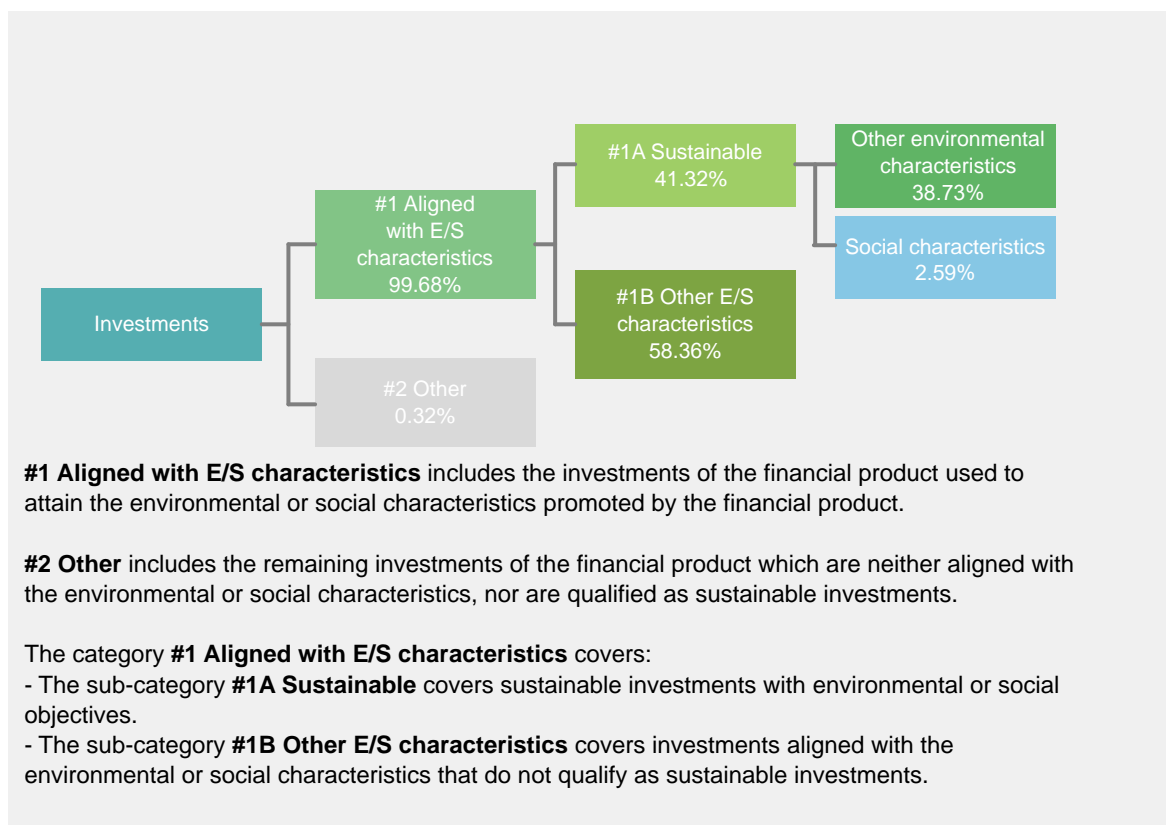 Investments
#1 Aligned
with E/S
characteristics
99.68%
#2 Other
0.32%
#1A Sustainable
41.32%
#1B Other E/S
characteristics
58.36%
Other environmental
characteristics
38.73%
Social characteristics
2.59%
#1 Aligned with E/S characteristics includes the investments of the financial product used to
attain the environmental or social characteristics promoted by the financial product.
#2 Other includes the remaining investments of the financial product which are neither aligned with
the environmental or social characteristics, nor are qualified as sustainable investments.
The category #1 Aligned with E/S characteristics covers:
- The sub-category #1A Sustainable covers sustainable investments with environmental or social
objectives.
- The sub-category #1B Other E/S characteristics covers investments aligned with the
environmental or social characteristics that do not qualify as sustainable investments.